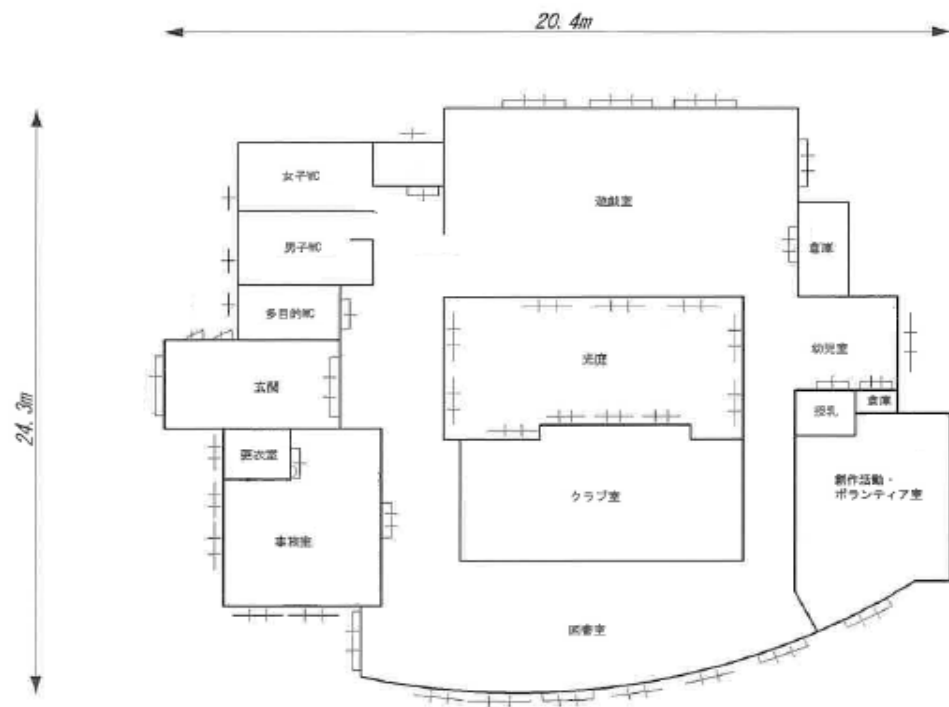 20.4m
24.3m
女子WC
遊戯室
男子WC
倉庫
多目的WC
幼児室
光庭
玄関
授乳
倉庫
更衣室
創作活動・
ボランティア室
クラブ室
事務室
図書室